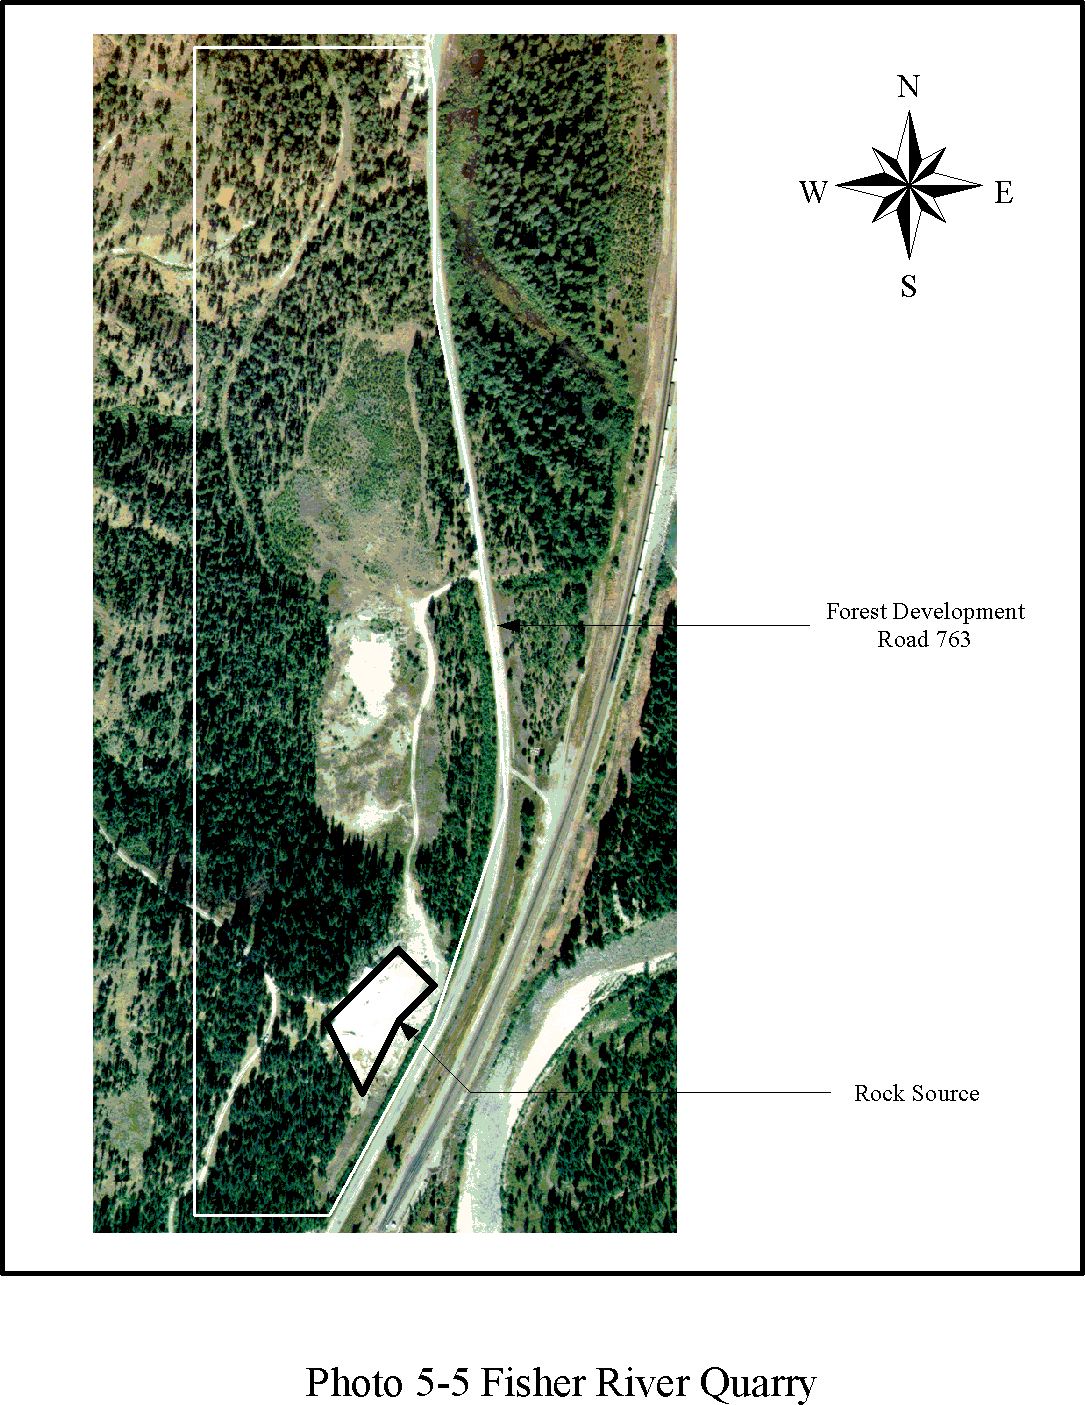 N
W
E
S
Forest Development
Road 763
Rock Source
Photo 5-5 Fisher River Quarry